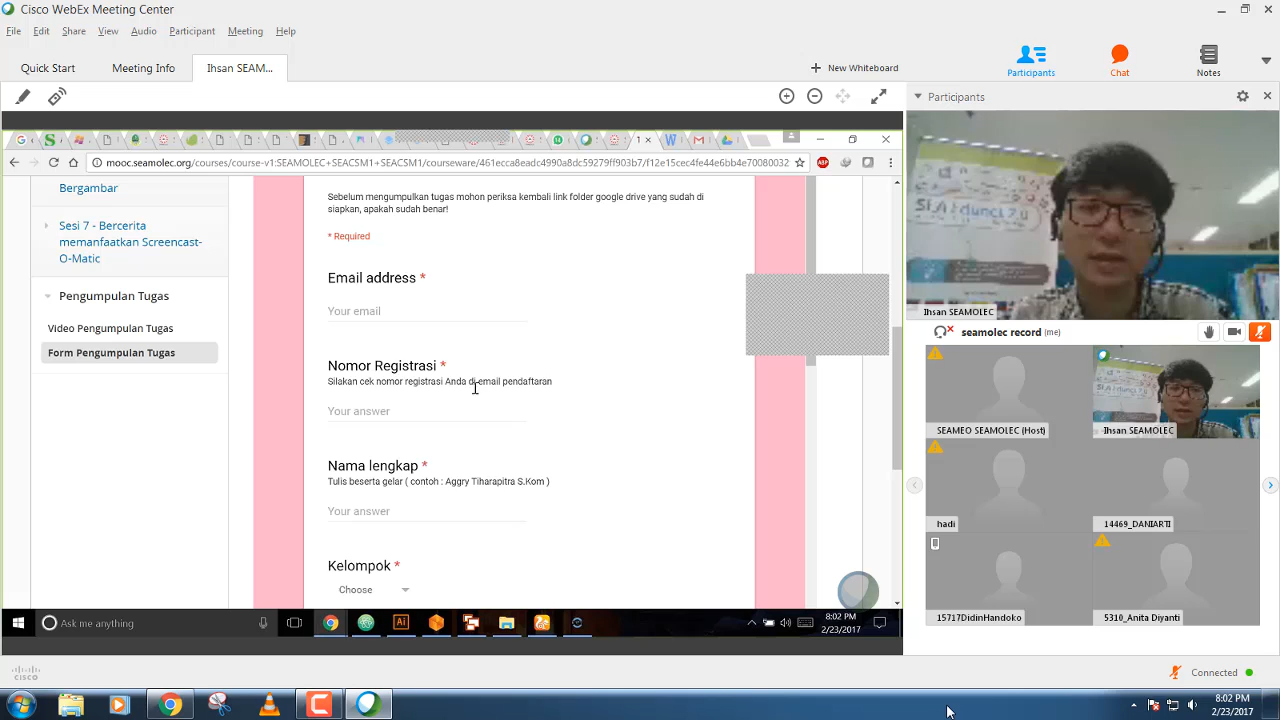 Cisco WebEx Meeting Center
File Edit Share View Audio Participant Meeting Help
Quick Start Meeting Info Ihsan SEAM...
New Whiteboard
Participants Chat Notes
Participants
mooc.seamolec.org/courses/course-v1:SEAMOLEC+SEACSM1+SEACSM1/courseware/461ecca8eadc4990a8dc59279ff903b7/f12e15cec4fe44e6bb4e70080032
ABP
Bergambar
Sesi 7 - Bercerita
memanfaatkan Screencast-
O-Matic
Pengumpulan Tugas
Video Pengumpulan Tugas
Form Pengumpulan Tugas
Sebelum mengumpulkan tugas mohon periksa kembali link folder google drive yang sudah di
siapkan, apakah sudah benar!
* Required
Email address *
Your email
Nomor Registrasi *
Silakan cek nomor registrasi Anda di email pendaftaran
Your answer
Nama lengkap *
Tulis beserta gelar ( contoh : Aggry Tiharapitra S.Kom )
Your answer
Kelompok *
Choose
Ask me anything
8:02 PM
2/23/2017
Ihsan SEAMOLEC
seamolec record (me)
SEAMEO SEAMOLEC (Host)
Ihsan SEAMOLEC
hadi
14469_DANIARTI
15717DidinHandoko
5310_Anita Diyanti
cisco
Connected
8:02 PM
2/23/2017